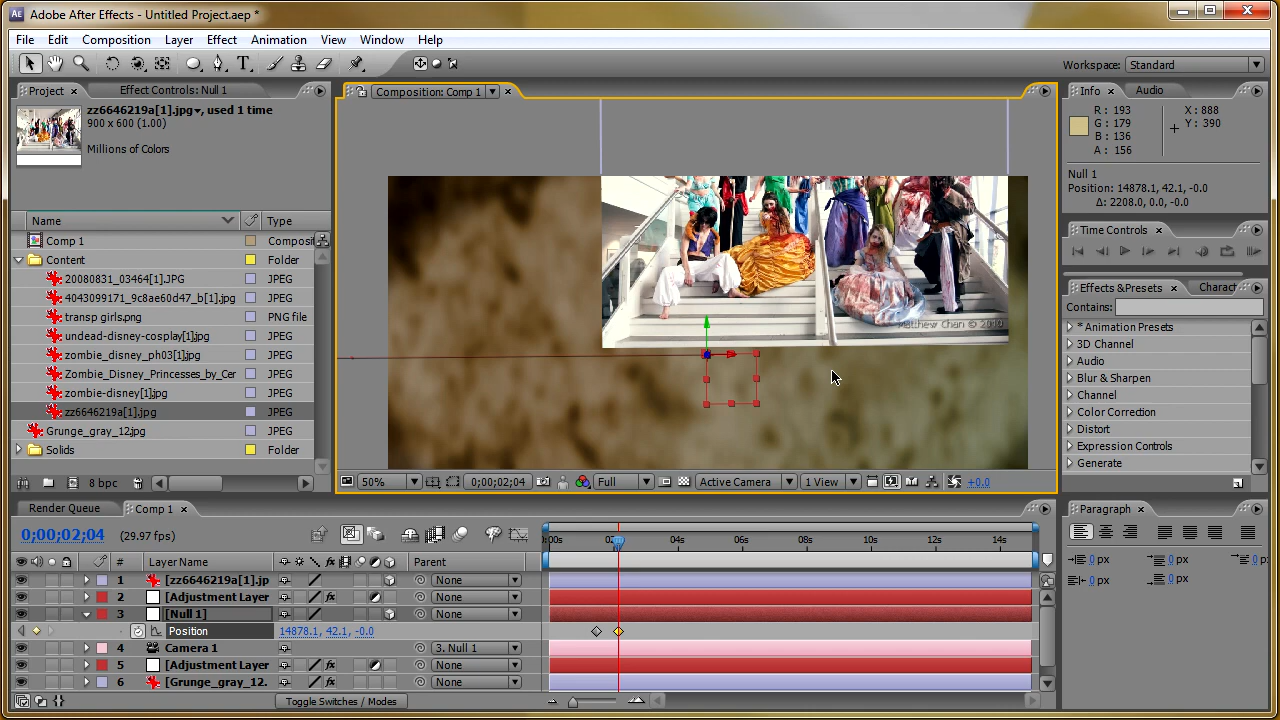 Adobe After Effects - Untitled Project.aep *
File Edit Composition Layer Effect Animation View Window Help
Workspace: Standard
Project × Effect Controls: Null 1
zz6646219a[1].jpg▾, used 1 time
900 x 600 (1.00)
Millions of Colors
Name Type
Comp 1 Composi
Content Folder
20080831_03464[1].JPG JPEG
4043099171_9c8ae60d47_b[1].jpg JPEG
transp girls.png PNG file
undead-disney-cosplay[1].jpg JPEG
zombie_disney_ph03[1].jpg JPEG
Zombie_Disney_Princesses_by_Cer JPEG
zombie-disney[1].jpg JPEG
zz6646219a[1].jpg JPEG
Grunge_gray_12.jpg JPEG
Solids Folder
8 bpc
Composition: Comp 1
Matthew Chan © 2010
50% 0;00;02;04 Full Active Camera 1 View +0.0
Info × Audio
R : 193
G : 179
B : 136
A : 156
X : 888
Y : 390
Null 1
Position: 14878.1, 42.1, -0.0
Δ: 2208.0, 0.0, -0.0
Time Controls ×
Effects & Presets × Charact
Contains:
* Animation Presets
3D Channel
Audio
Blur & Sharpen
Channel
Color Correction
Distort
Expression Controls
Generate
Render Queue Comp 1 ×
0;00;02;04 (29.97 fps)
:00s 02s 04s 06s 08s 10s 12s 14s
# Layer Name Parent
1 [zz6646219a[1].jp None
2 [Adjustment Layer None
3 [Null 1] None
Position 14878.1, 42.1, -0.0
4 Camera 1 3. Null 1
5 [Adjustment Layer None
6 [Grunge_gray_12. None
Toggle Switches / Modes
Paragraph ×
0 px 0 px 0 px
0 px 0 px